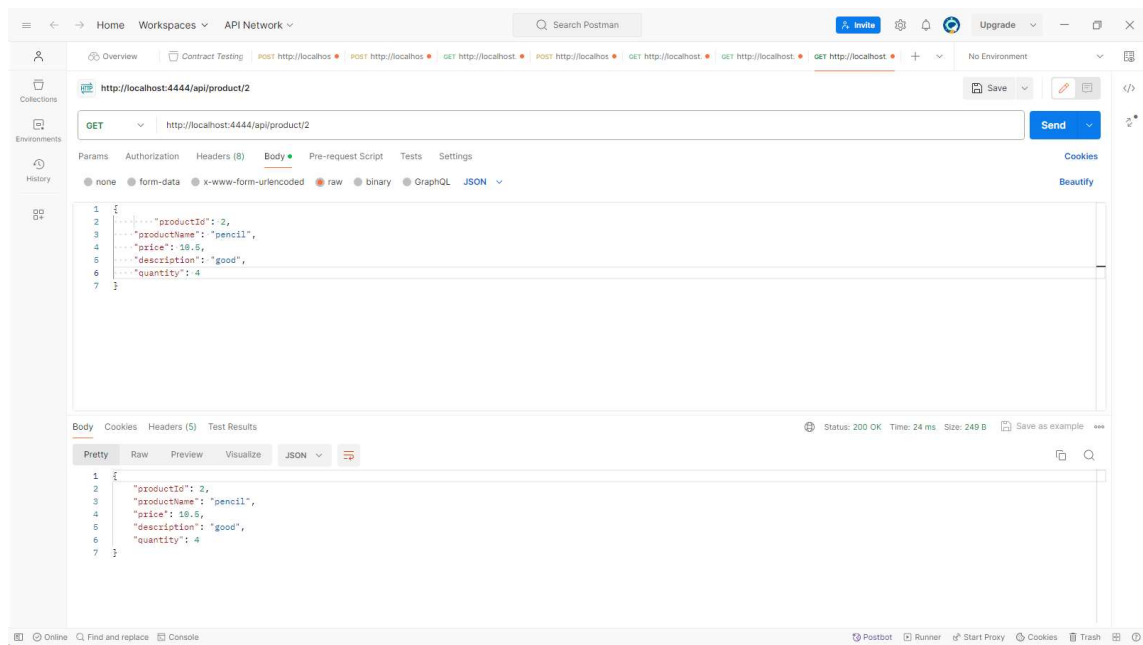 Home Workspaces API Network Search Postman Invite Upgrade
Overview Contract Testing POST http://localhos POST http://localhos GET http://localhost. POST http://localhos GET http://localhost. GET http://localhost. GET http://localhost. No Environment
HTTP http://localhost:4444/api/product/2 Save
Collections
GET http://localhost:4444/api/product/2 Send
Environments
Params Authorization Headers (8) Body Pre-request Script Tests Settings Cookies
History
none form-data x-www-form-urlencoded raw binary GraphQL JSON Beautify
1 {
2 "productId": 2,
3 "productName": "pencil",
4 "price": 10.5,
5 "description": "good",
6 "quantity": 4
7 }
Body Cookies Headers (5) Test Results Status: 200 OK Time: 24 ms Size: 249 B Save as example
Pretty Raw Preview Visualize JSON
1 {
2 "productId": 2,
3 "productName": "pencil",
4 "price": 10.5,
5 "description": "good",
6 "quantity": 4
7 }
Online Find and replace Console Postbot Runner Start Proxy Cookies Trash